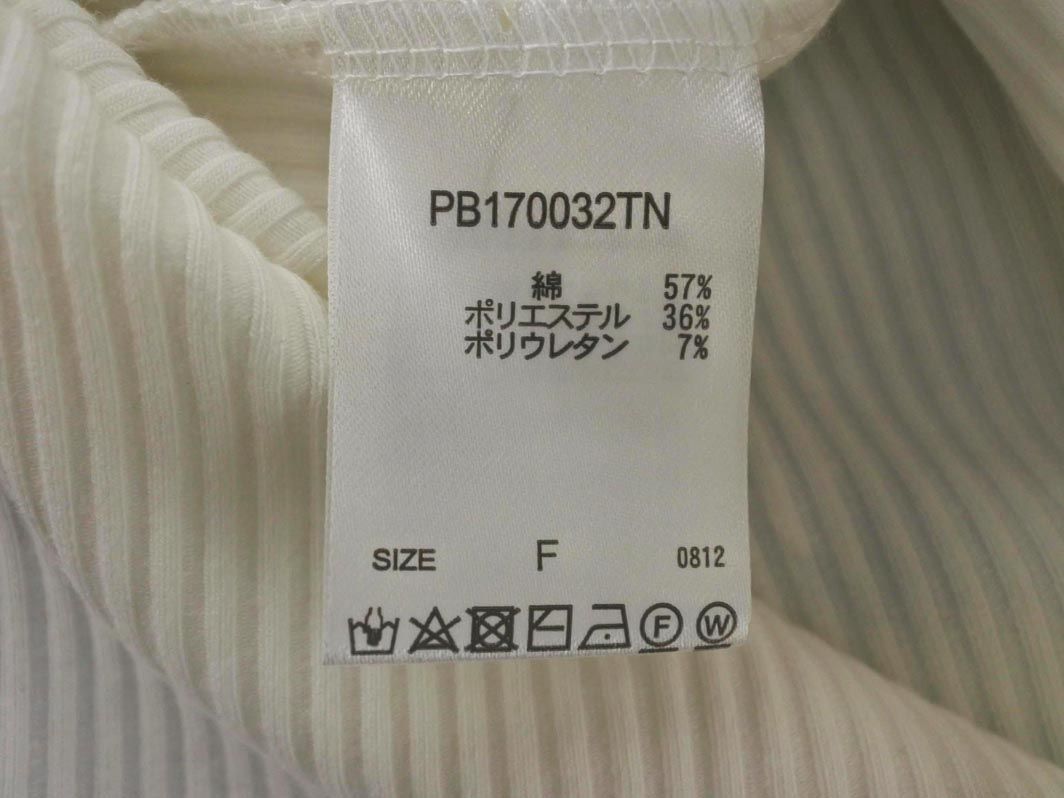 PB170032TN
綿 57%
ポリエステル 36%
ポリウレタン 7%
SIZE F 0812
F W